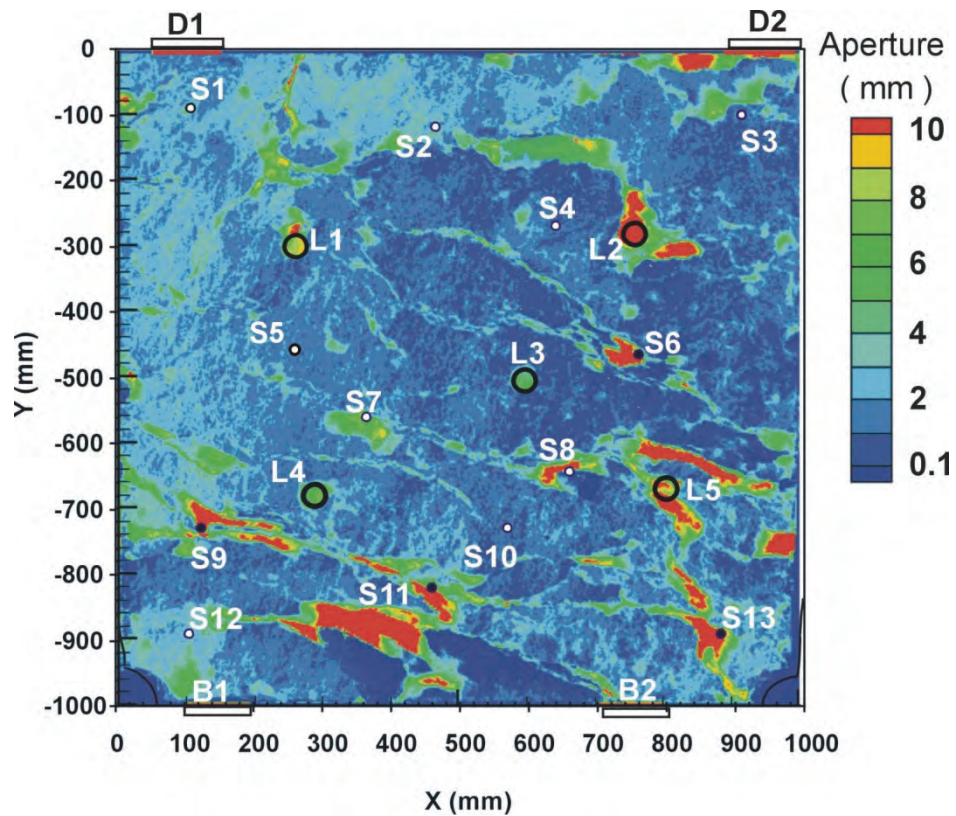 D1 D2
Aperture
( mm )
0
-100
-200
-300
-400
-500
-600
-700
-800
-900
-1000
Y (mm)
S1
S2
S3
S4
L1
L2
S5
L3
S6
S7
S8
L4
L5
S9
S10
S11
S12
S13
B1
B2
10
8
6
4
2
0.1
0 100 200 300 400 500 600 700 800 900 1000
X (mm)